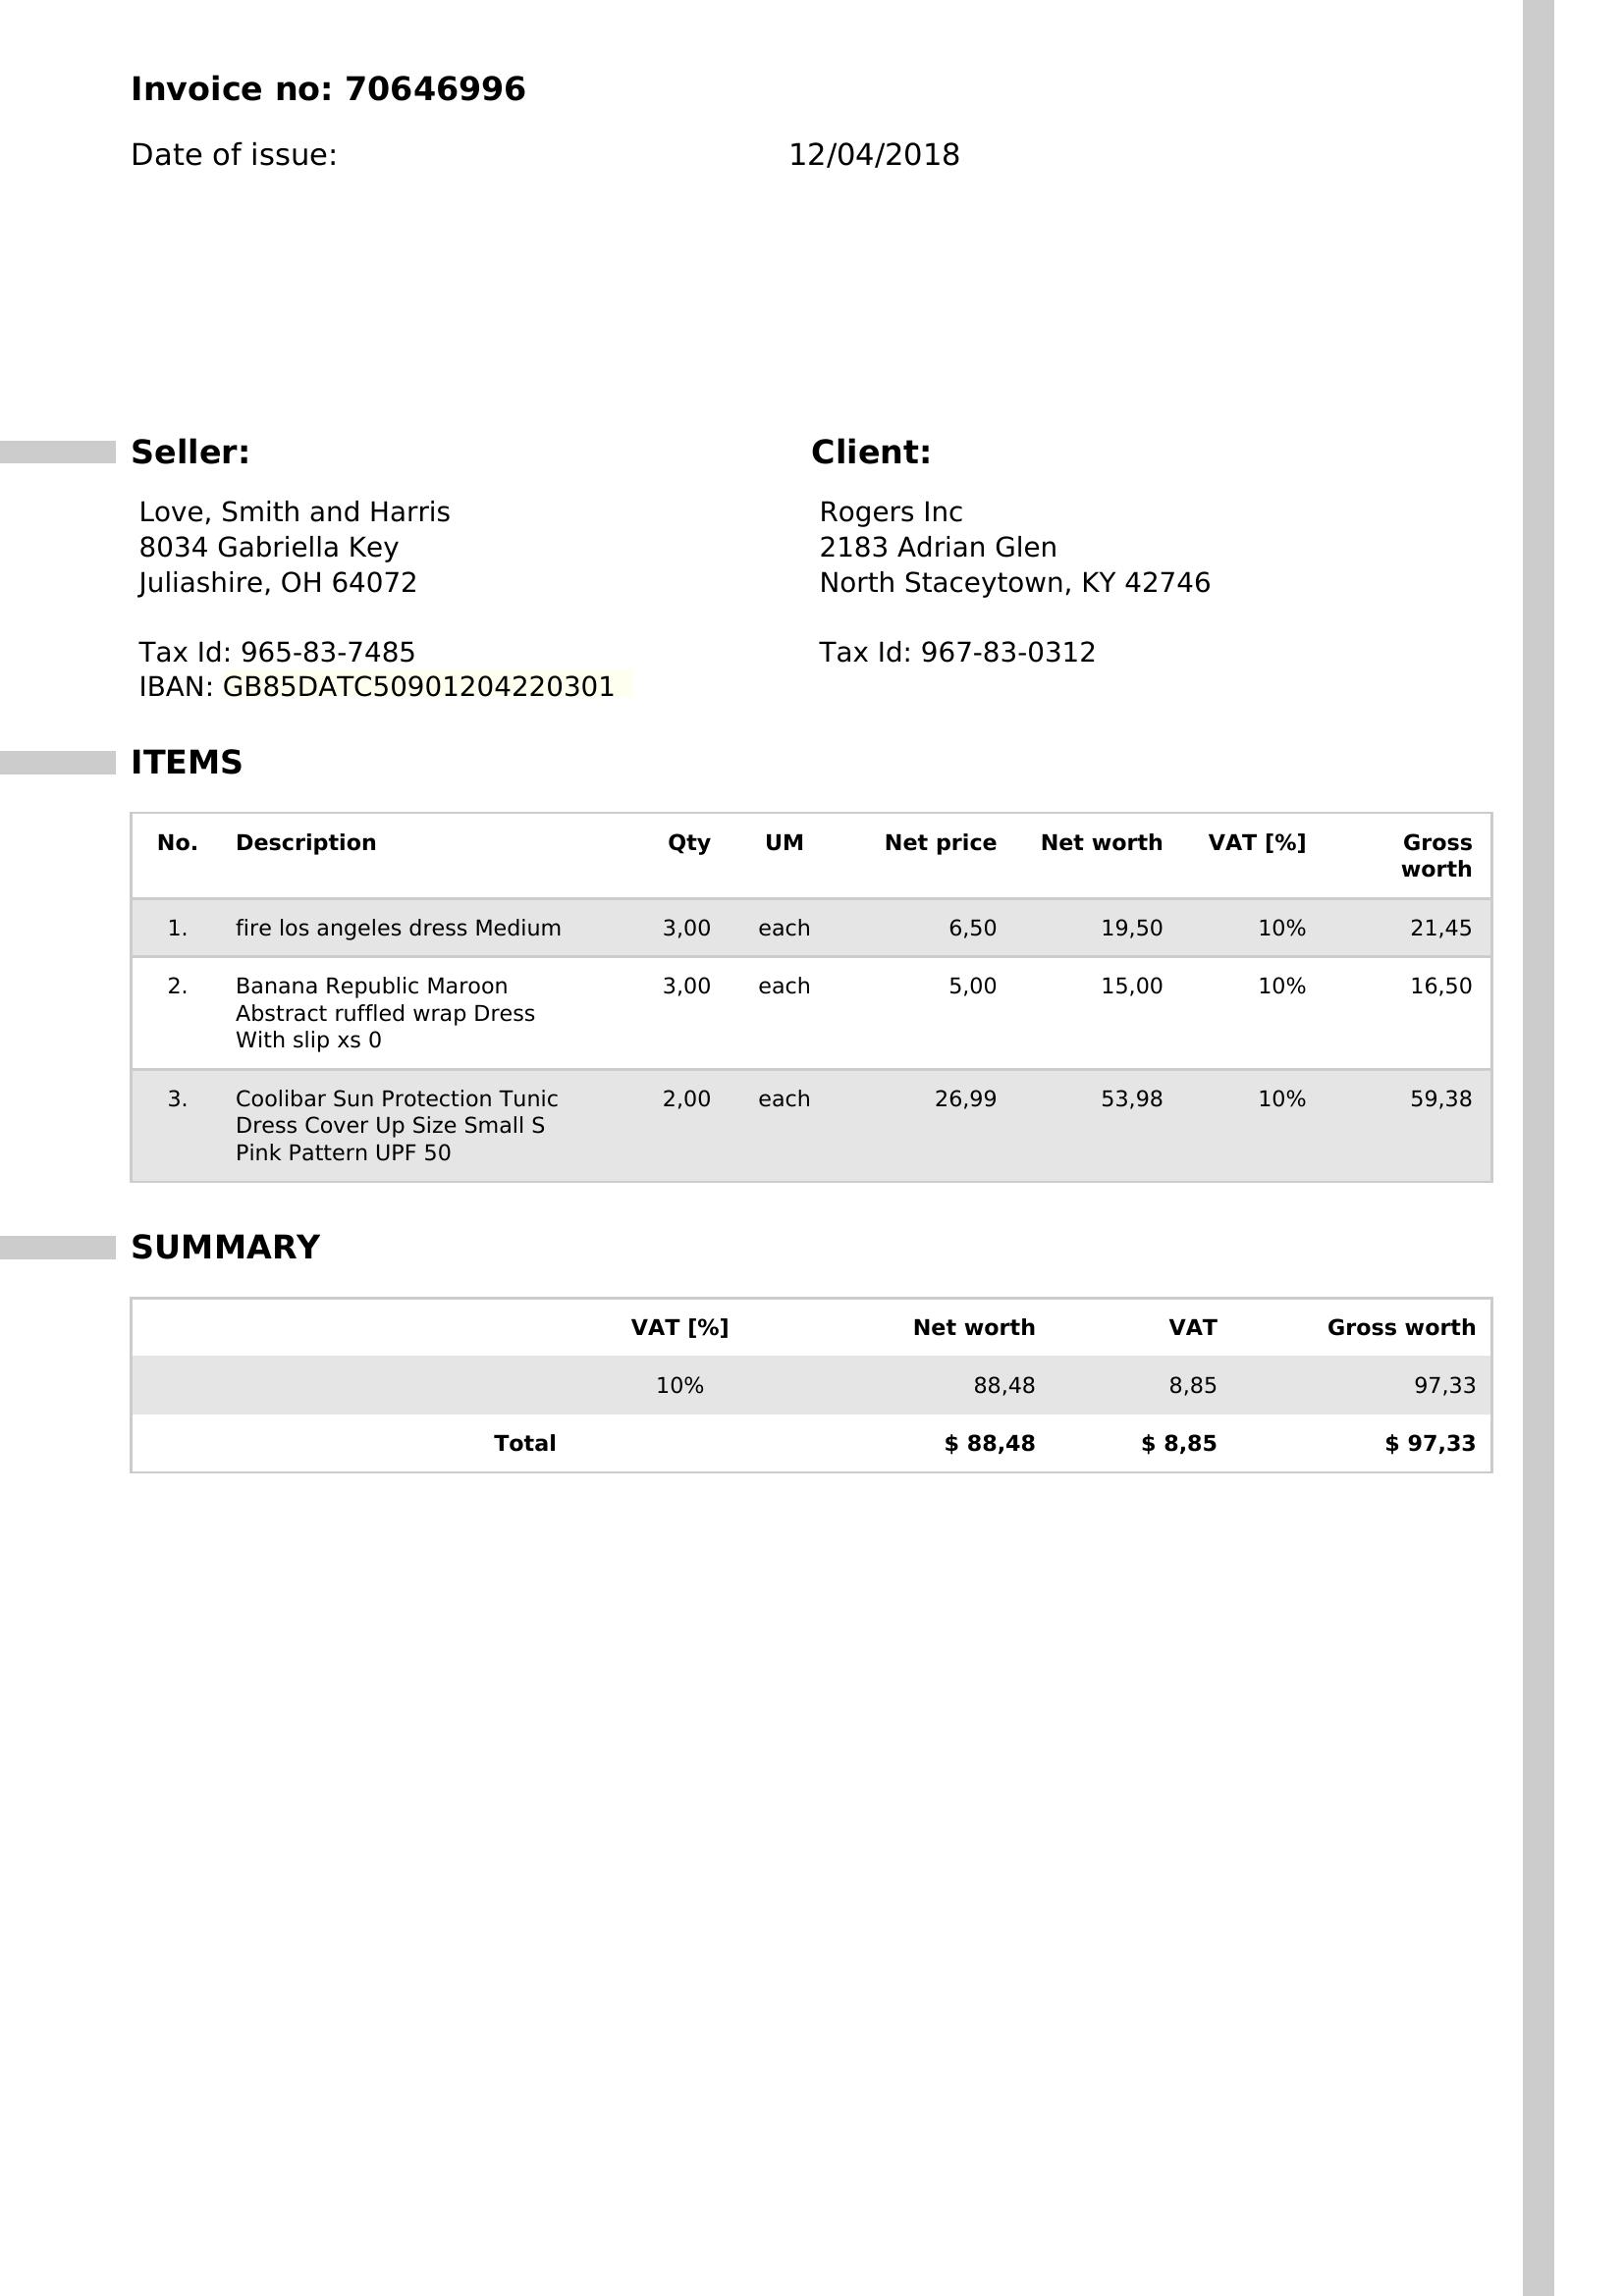 Invoice no: 70646996
Date of issue: 12/04/2018
Seller:
Love, Smith and Harris
8034 Gabriella Key
Juliashire, OH 64072
Tax Id: 965-83-7485
IBAN: GB85DATC50901204220301
Client:
Rogers Inc
2183 Adrian Glen
North Staceytown, KY 42746
Tax Id: 967-83-0312
ITEMS
No. Description Qty UM Net price Net worth VAT [%] Gross
worth
1. fire los angeles dress Medium 3,00 each 6,50 19,50 10% 21,45
2. Banana Republic Maroon 3,00 each 5,00 15,00 10% 16,50
Abstract ruffled wrap Dress
With slip xs 0
3. Coolibar Sun Protection Tunic 2,00 each 26,99 53,98 10% 59,38
Dress Cover Up Size Small S
Pink Pattern UPF 50
SUMMARY
VAT [%] Net worth VAT Gross worth
10% 88,48 8,85 97,33
Total $ 88,48 $ 8,85 $ 97,33